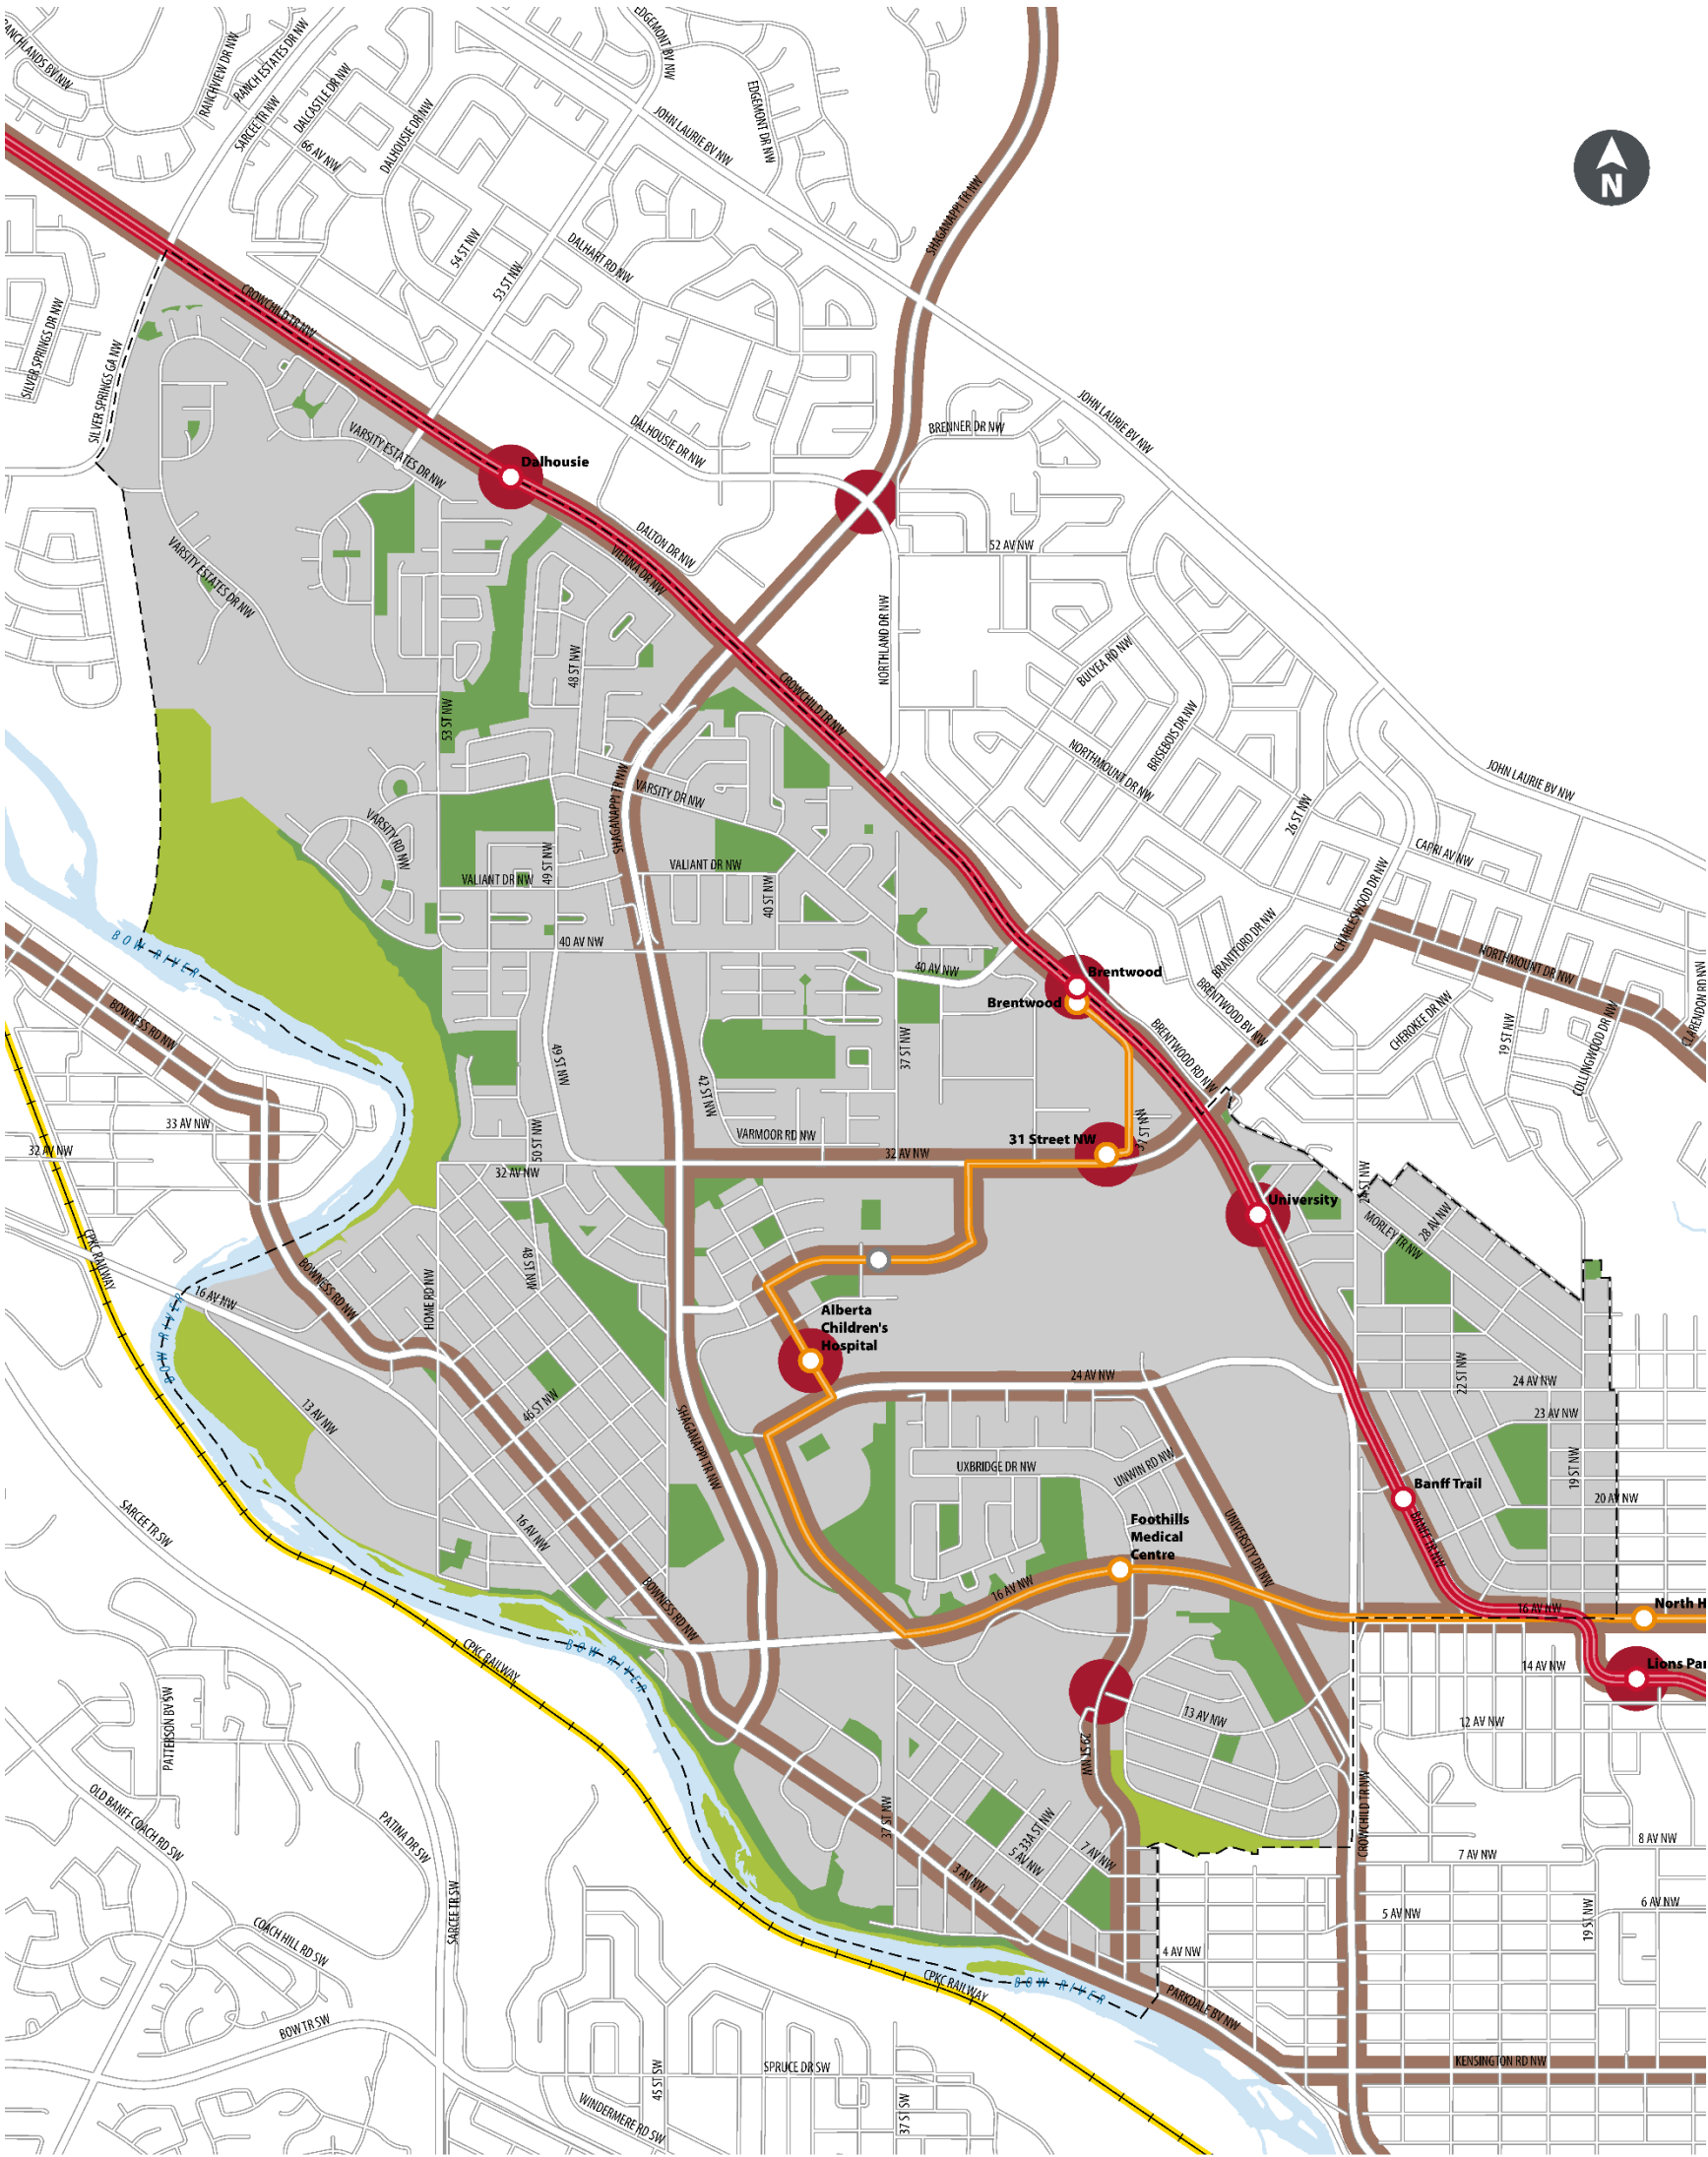 RANCHLANDS BV NW
RANCHVIEW DR NW
RANCH ESTATES DR NW
SARCEE TR NW
DALCASTLE DR NW
66 AV NW
DALHOUSIE DR NW
EDGEMONT BV NW
EDGEMONT DR NW
JOHN LAURIE BV NW
SHAGANAPPI TR NW
N
54 ST NW
53 ST NW
DALHART RD NW
SILVER SPRINGS DR NW
SILVER SPRINGS GA NW
CROWCHILD TR NW
VARSITY ESTATES DR NW
Dalhousie
DALHOUSIE DR NW
BRENNER DR NW
JOHN LAURIE BV NW
VARSITY ESTATES DR NW
DALTON DR NW
VIENNA DR NW
52 AV NW
NORTHLAND DR NW
48 ST NW
53 ST NW
CROWCHILD TR NW
BULYEA RD NW
BRISEBOIS DR NW
NORTHMOUNT DR NW
JOHN LAURIE BV NW
26 ST NW
SHAGANAPPI TR NW
VARSITY DR NW
VARSITY RD NW
VALIANT DR NW
49 ST NW
VALIANT DR NW
40 ST NW
CAPRI AV NW
CHARLESWOOD DR NW
40 AV NW
40 AV NW
Brentwood
Brentwood
BRANTFORD DR NW
BRENTWOOD BV NW
NORTHMOUNT DR NW
CLARENDON RD NW
BOW RIVER
BOWNESS RD NW
BRENTWOOD RD NW
CHEROKEE DR NW
19 ST NW
COLLINGWOOD DR NW
37 ST NW
49 ST NW
42 ST NW
33 AV NW
32 AV NW
50 ST NW
VARMOOR RD NW
31 Street NW
31 ST NW
32 AV NW
32 AV NW
24 ST NW
University
MORLEY TR NW
28 AV NW
CPKC RAILWAY
BOWNESS RD NW
48 ST NW
HOME RD NW
16 AV NW
BOW RIVER
Alberta
Children's
Hospital
24 AV NW
22 ST NW
24 AV NW
23 AV NW
13 AV NW
46 ST NW
SHAGANAPPI TR NW
UXBRIDGE DR NW
UNWIN RD NW
19 ST NW
20 AV NW
Banff Trail
BANFF TR NW
SARCEE TR SW
16 AV NW
Foothills
Medical
Centre
UNIVERSITY DR NW
BOWNESS RD NW
16 AV NW
16 AV NW
North H
CPKC RAILWAY
BOW RIVER
14 AV NW
Lions Par
PATTERSON BV SW
13 AV NW
12 AV NW
29 ST NW
OLD BANFF COACH RD SW
PATINA DR SW
37 ST NW
33A ST NW
5 AV NW
7 AV NW
3 AV NW
CROWCHILD TR NW
8 AV NW
7 AV NW
6 AV NW
5 AV NW
19 ST NW
SARCEE TR SW
COACH HILL RD SW
4 AV NW
CPKC RAILWAY
BOW RIVER
PARKDALE BV NW
BOW TR SW
45 ST SW
SPRUCE DR SW
KENSINGTON RD NW
WINDERMERE RD SW
37 ST SW